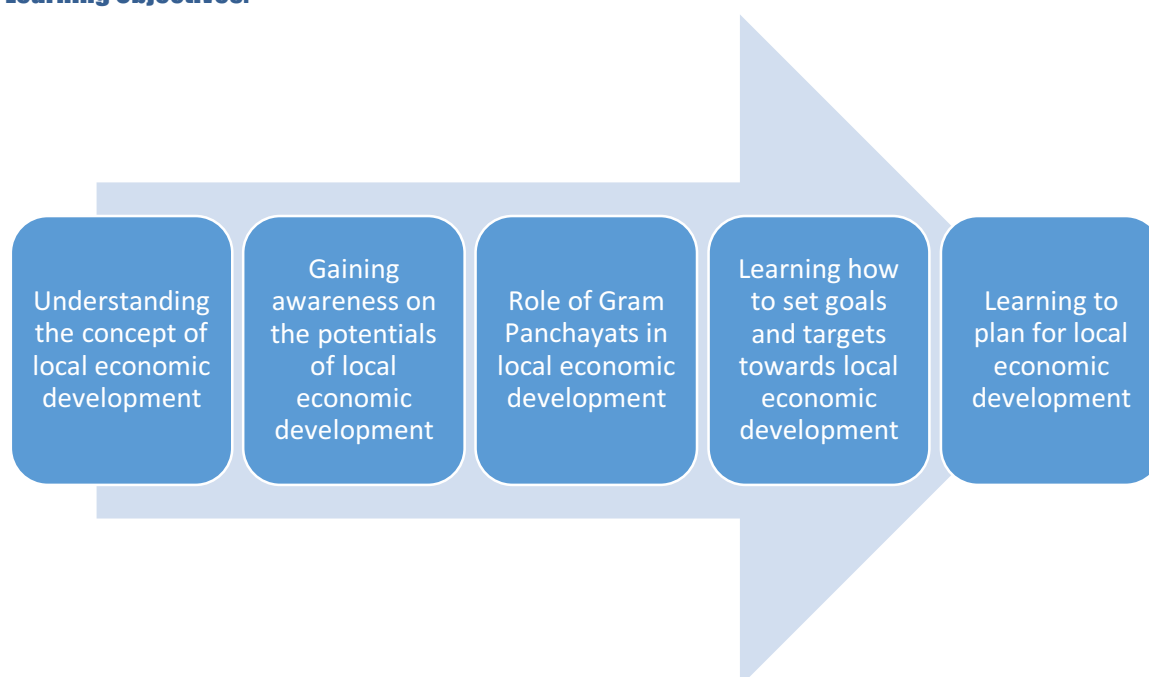 Learning objectives:
Understanding
the concept of
local economic
development
Gaining
awareness on
the potentials
of local
economic
development
Role of Gram
Panchayats in
local economic
development
Learning how
to set goals
and targets
towards local
economic
development
Learning to
plan for local
economic
development